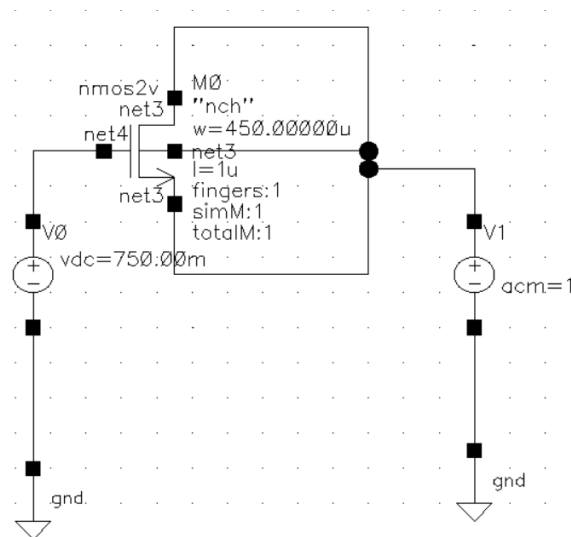 nmos2v
MØ
net3
"nch"
net4
w=450.00000u
net3
l=1u
net3
fingers:1
simM:1
totalM:1
VØ
vdc=750.00m
V1
acm=1
gnd
gnd